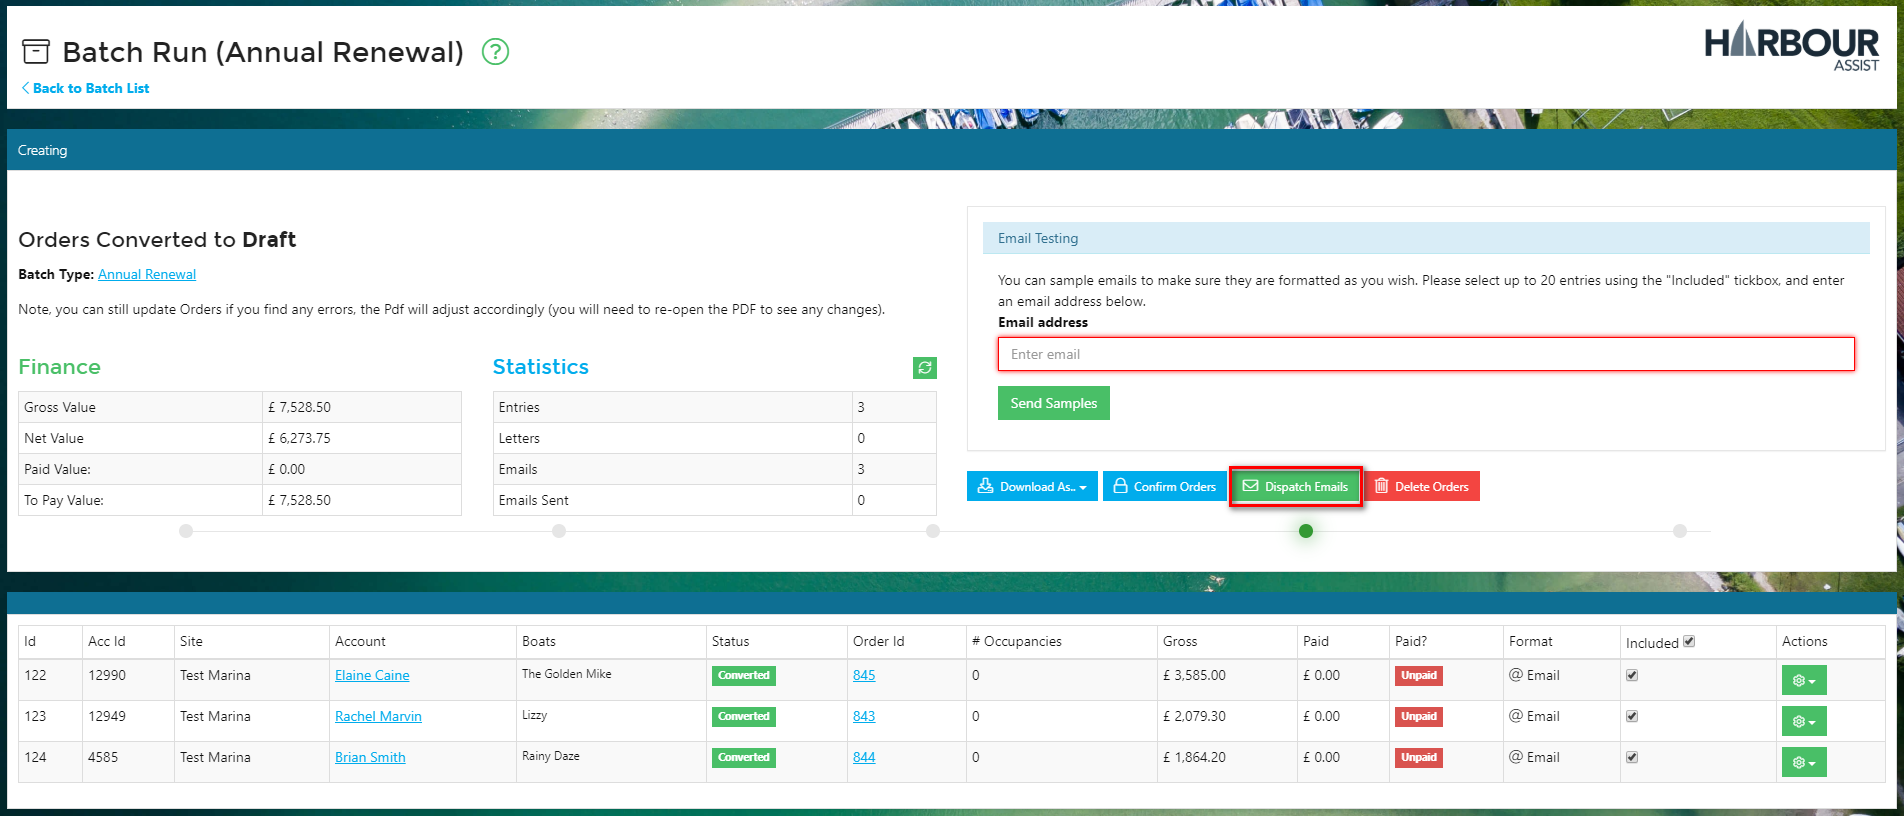 Batch Run (Annual Renewal) ?
HARBOUR
ASSIST
Back to Batch List
Creating
Orders Converted to Draft
Batch Type: Annual Renewal
Note, you can still update Orders if you find any errors, the Pdf will adjust accordingly (you will need to re-open the PDF to see any changes).
Email Testing
You can sample emails to make sure they are formatted as you wish. Please select up to 20 entries using the "Included" tickbox, and enter
an email address below.
Email address
Enter email
Send Samples
Finance
Gross Value £ 7,528.50
Net Value £ 6,273.75
Paid Value: £ 0.00
To Pay Value: £ 7,528.50
Statistics
Entries 3
Letters 0
Emails 3
Emails Sent 0
Download As.. Confirm Orders Dispatch Emails Delete Orders
Id Acc Id Site Account Boats Status Order Id # Occupancies Gross Paid Paid? Format Included Actions
122 12990 Test Marina Elaine Caine The Golden Mike Converted 845 0 £ 3,585.00 £ 0.00 Unpaid @ Email
123 12949 Test Marina Rachel Marvin Lizzy Converted 843 0 £ 2,079.30 £ 0.00 Unpaid @ Email
124 4585 Test Marina Brian Smith Rainy Daze Converted 844 0 £ 1,864.20 £ 0.00 Unpaid @ Email